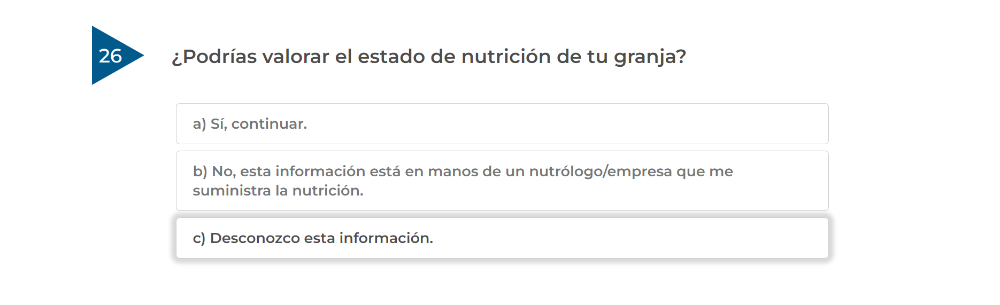 26
¿Podrías valorar el estado de nutrición de tu granja?
a) Sí, continuar.
b) No, esta información está en manos de un nutrólogo/empresa que me
suministra la nutrición.
c) Desconozco esta información.